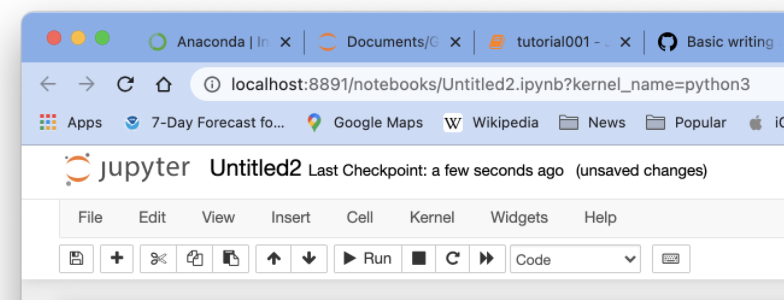 Anaconda | In
Documents/G
tutorial001 -
Basic writing
localhost:8891/notebooks/Untitled2.ipynb?kernel_name=python3
Apps 7-Day Forecast fo... Google Maps W Wikipedia News Popular iC
jupyter Untitled2 Last Checkpoint: a few seconds ago (unsaved changes)
File Edit View Insert Cell Kernel Widgets Help
Run Code